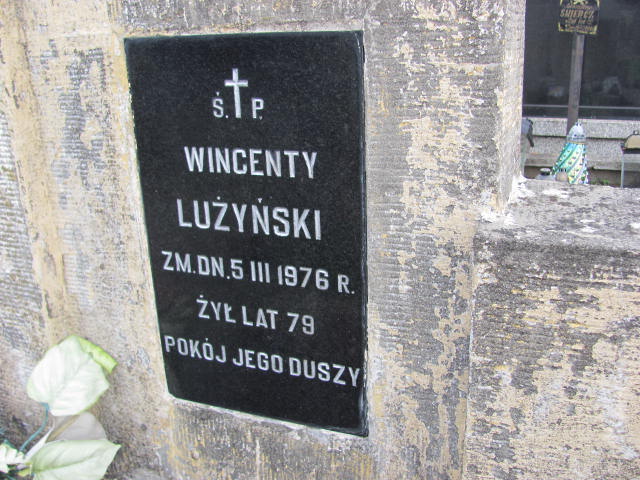 Ś. P.
WINCENTY
LUŻYŃSKI
ZM. DN. 5 III 1976 R.
ŻYŁ LAT 79
POKÓJ JEGO DUSZY